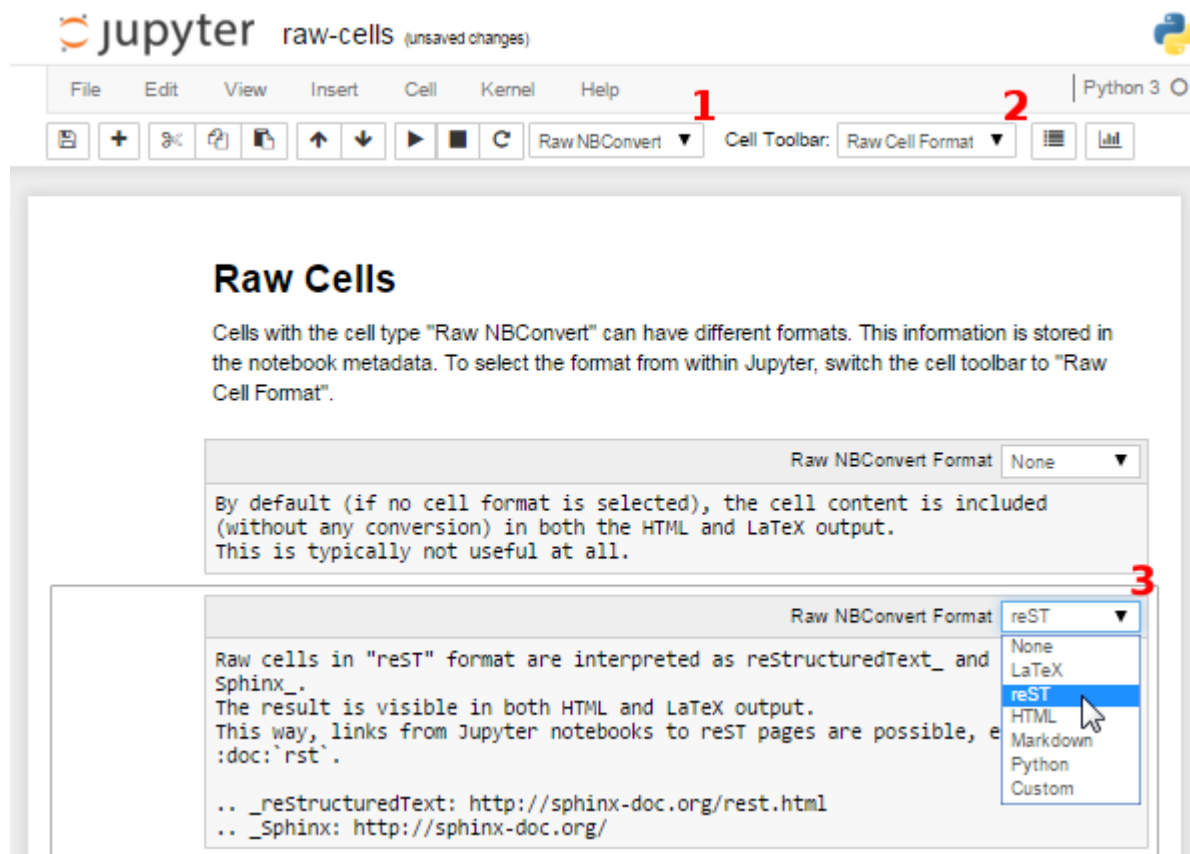 jupyter raw-cells (unsaved changes)
File Edit View Insert Cell Kernel Help 1 2 Python 3
Raw NBConvert Cell Toolbar: Raw Cell Format
Raw Cells
Cells with the cell type "Raw NBConvert" can have different formats. This information is stored in
the notebook metadata. To select the format from within Jupyter, switch the cell toolbar to "Raw
Cell Format".
Raw NBConvert Format None
By default (if no cell format is selected), the cell content is included
(without any conversion) in both the HTML and LaTeX output.
This is typically not useful at all.
3
Raw NBConvert Format reST
Raw cells in "reST" format are interpreted as reStructuredText_ and
Sphinx_.
The result is visible in both HTML and LaTeX output.
This way, links from Jupyter notebooks to reST pages are possible, e
:doc:`rst`.
.. _reStructuredText: http://sphinx-doc.org/rest.html
.. _Sphinx: http://sphinx-doc.org/
None
LaTeX
reST
HTML
Markdown
Python
Custom